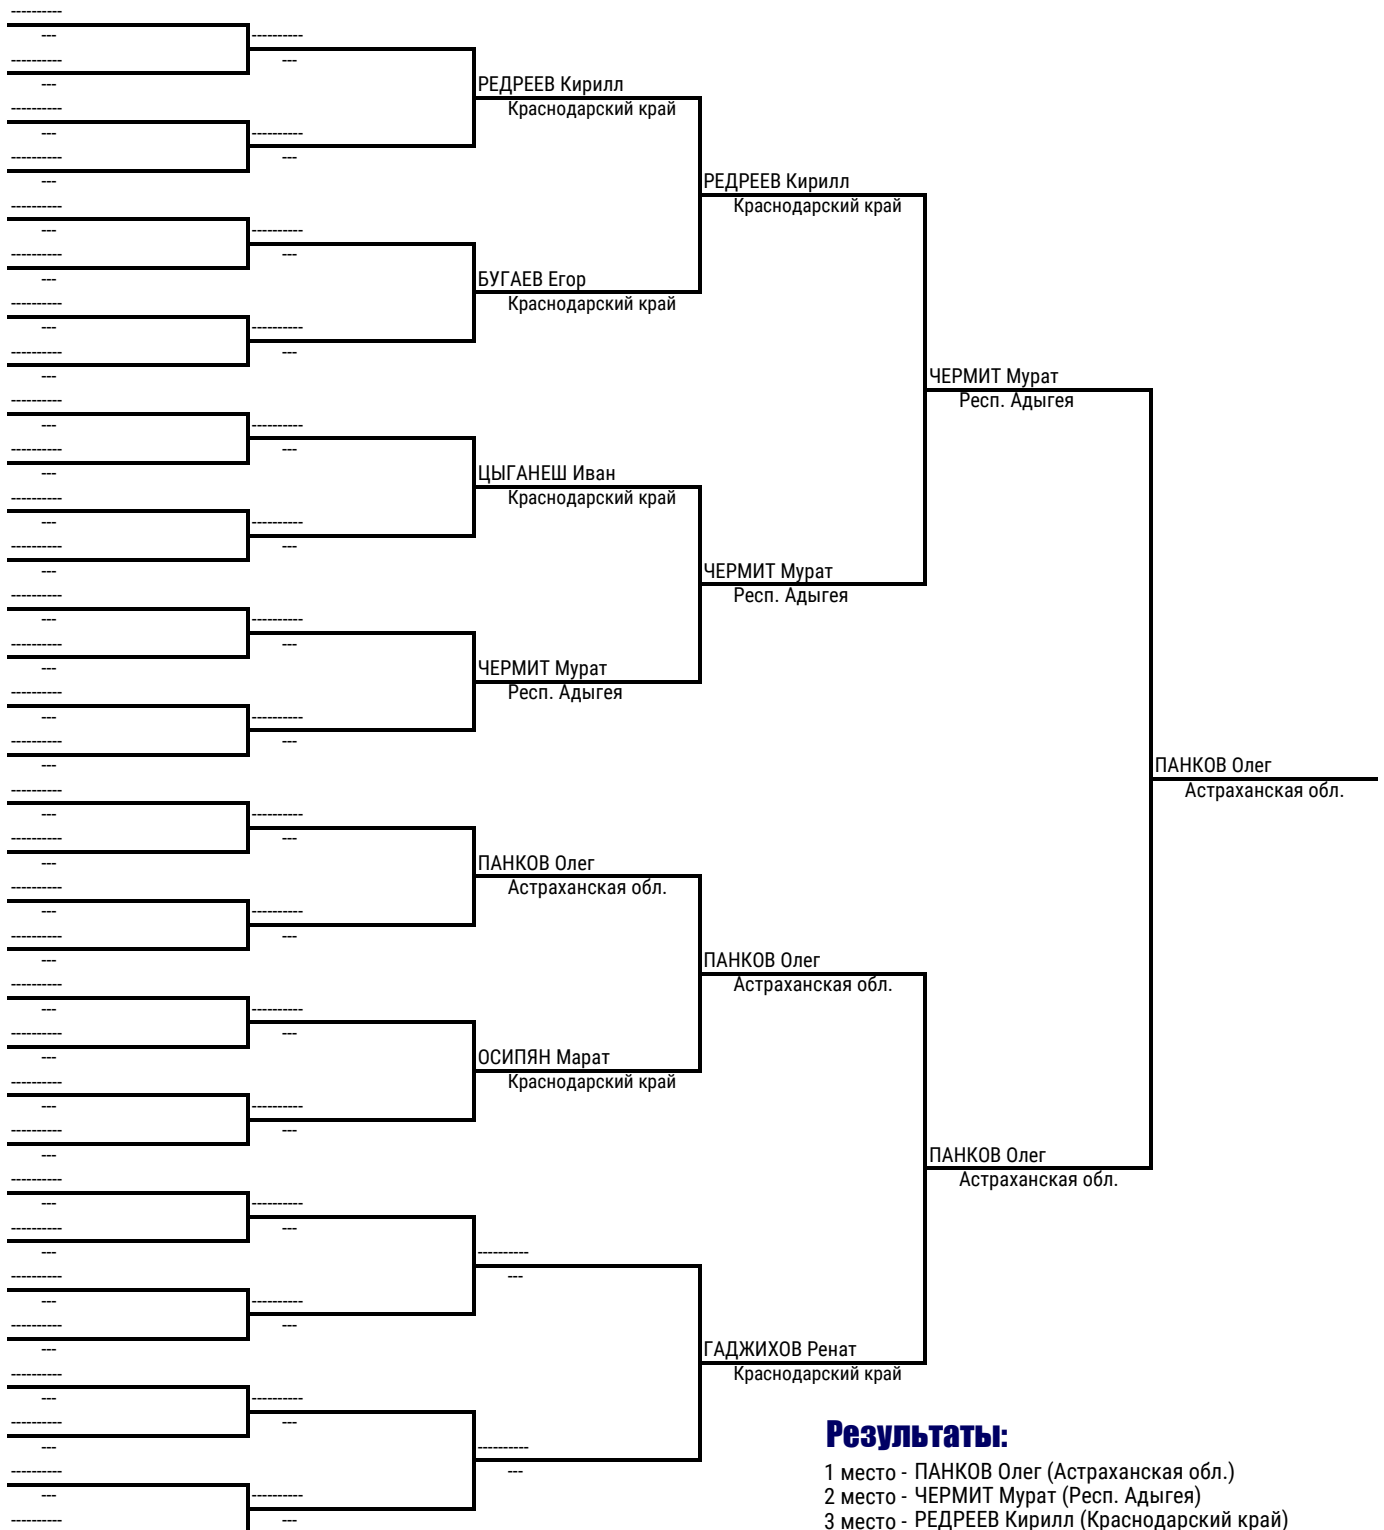 РЕДРЕЕВ Кирилл
Краснодарский край
БУГАЕВ Егор
Краснодарский край
ЦЫГАНЕШ Иван
Краснодарский край
ЧЕРМИТ Мурат
Респ. Адыгея
ПАНКОВ Олег
Астраханская обл.
ОСИПЯН Марат
Краснодарский край
----------
---
----------
---
РЕДРЕЕВ Кирилл
Краснодарский край
ЧЕРМИТ Мурат
Респ. Адыгея
ПАНКОВ Олег
Астраханская обл.
ГАДЖИХОВ Ренат
Краснодарский край
ЧЕРМИТ Мурат
Респ. Адыгея
ПАНКОВ Олег
Астраханская обл.
ПАНКОВ Олег
Астраханская обл.
Результаты:
1 место - ПАНКОВ Олег (Астраханская обл.)
2 место - ЧЕРМИТ Мурат (Респ. Адыгея)
3 место - РЕДРЕЕВ Кирилл (Краснодарский край)